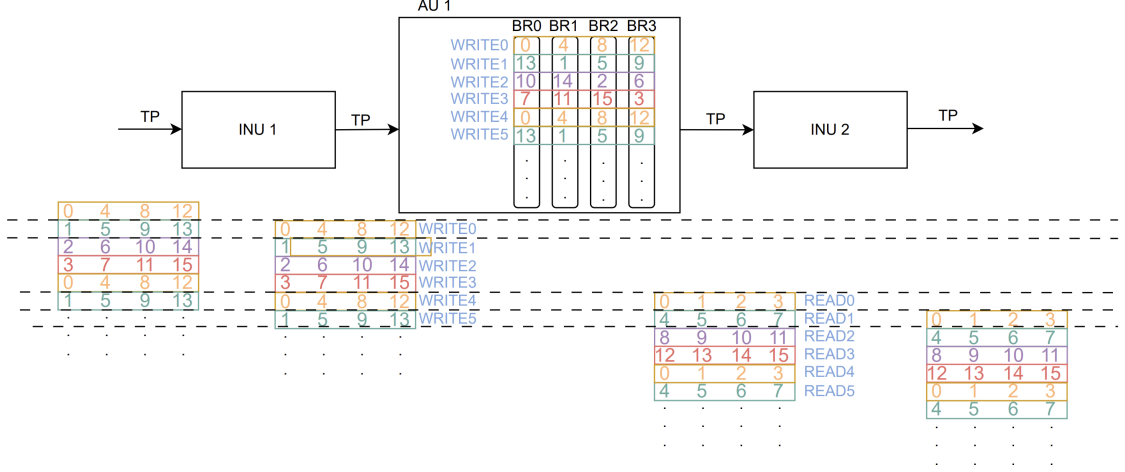 AU 1
BR0 BR1 BR2 BR3
WRITE0 0 4 8 12
WRITE1 13 1 5 9
WRITE2 10 14 2 6
WRITE3 7 11 15 3
WRITE4 0 4 8 12
WRITE5 13 1 5 9
TP
INU 1
TP
TP
INU 2
TP
0 4 8 12
1 5 9 13
2 6 10 14
3 7 11 15
0 4 8 12
1 5 9 13
0 4 8 12 WRITE0
1 5 9 13 WRITE1
2 6 10 14 WRITE2
3 7 11 15 WRITE3
0 4 8 12 WRITE4
1 5 9 13 WRITE5
0 1 2 3 READ0
4 5 6 7 READ1
8 9 10 11 READ2
12 13 14 15 READ3
0 1 2 3 READ4
4 5 6 7 READ5
0 1 2 3
4 5 6 7
8 9 10 11
12 13 14 15
0 1 2 3
4 5 6 7